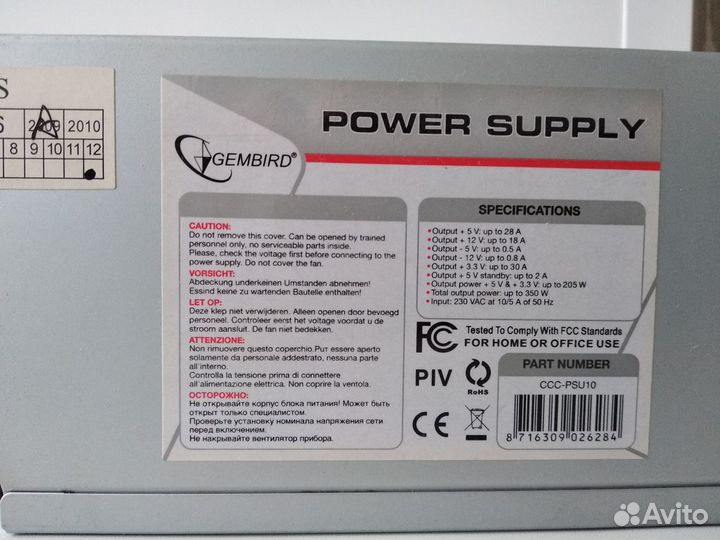 S
6 2009 2010
8 9 10 11 12
GEMBIRD®
POWER SUPPLY
CAUTION:
Do not remove this cover. Can be opened by trained
personnel only, no serviceable parts inside.
Please, check the voltage first before connecting to the
power supply. Do not cover the fan.
VORSICHT:
Abdeckung underkeinen Umstanden abnehmen!
Essind keine zu wartenden Bautelle enthalten!
LET OP:
Deze klep niet verwijderen. Alleen openen door bevoegd
personeel. Controleer eerst het voltage voordat u de
stroom aansluit. De fan niet bedekken.
ATTENZIONE:
Non rimuovere questo coperchio.Put essere aperto
solamente da personale addestrato, nessuna parte
all'interno.
Controlla la tensione prima di connettere
all'alimentazione elettrica. Non coprire la ventola.
ОСТОРОЖНО:
Не открывайте корпус блока питания! Может быть
открыт только специалистом.
Проверьте установку номинала напряжения сети
перед включением.
Не накрывайте вентилятор прибора.
SPECIFICATIONS
•Output + 5 V: up to 28 A
•Output + 12 V: up to 18 A
•Output - 5 V: up to 0.5 A
•Output - 12 V: up to 0.8 A
•Output + 3.3 V: up to 30 A
•Output + 5 V standby: up to 2 A
•Output power + 5 V & + 3.3 V: up to 205 W
•Total output power: up to 350 W
•Input: 230 VAC at 10/5 A of 50 Hz
FC Tested To Comply With FCC Standards
FOR HOME OR OFFICE USE
PIV
RoHS
PART NUMBER
CCC-PSU10
CE
8 716309 026284
Avito